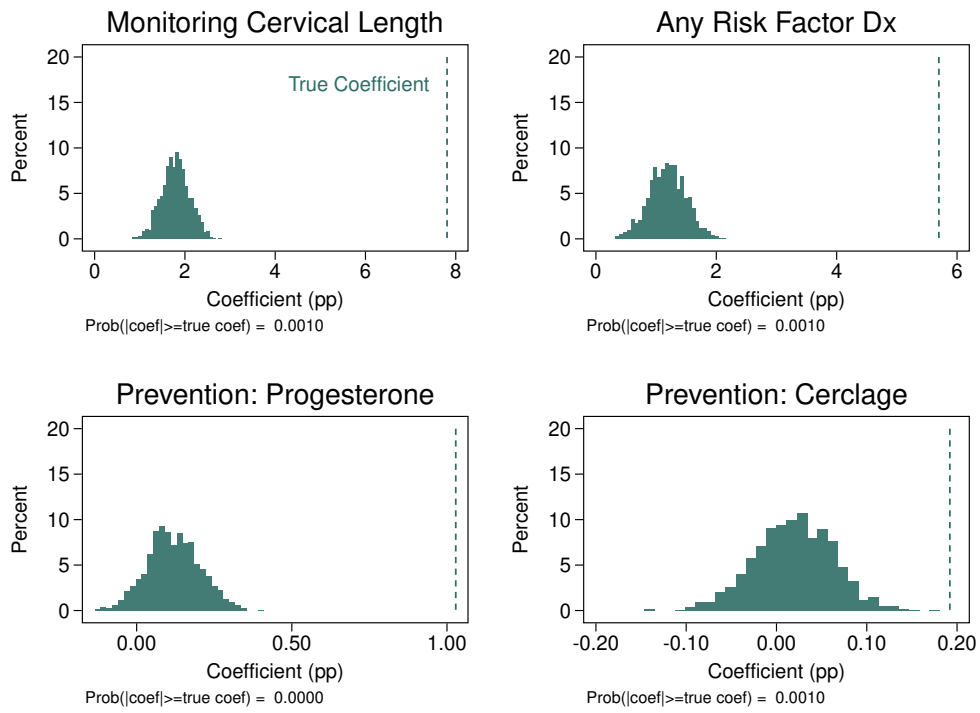 Monitoring Cervical Length
20
15
10
5
0
Percent
True Coefficient
0 2 4 6 8
Coefficient (pp)
Prob(|coef|>=true coef) = 0.0010
Any Risk Factor Dx
20
15
10
5
0
Percent
0 2 4 6
Coefficient (pp)
Prob(|coef|>=true coef) = 0.0010
Prevention: Progesterone
20
15
10
5
0
Percent
0.00 0.50 1.00
Coefficient (pp)
Prob(|coef|>=true coef) = 0.0000
Prevention: Cerclage
20
15
10
5
0
Percent
-0.20 -0.10 0.00 0.10 0.20
Coefficient (pp)
Prob(|coef|>=true coef) = 0.0010